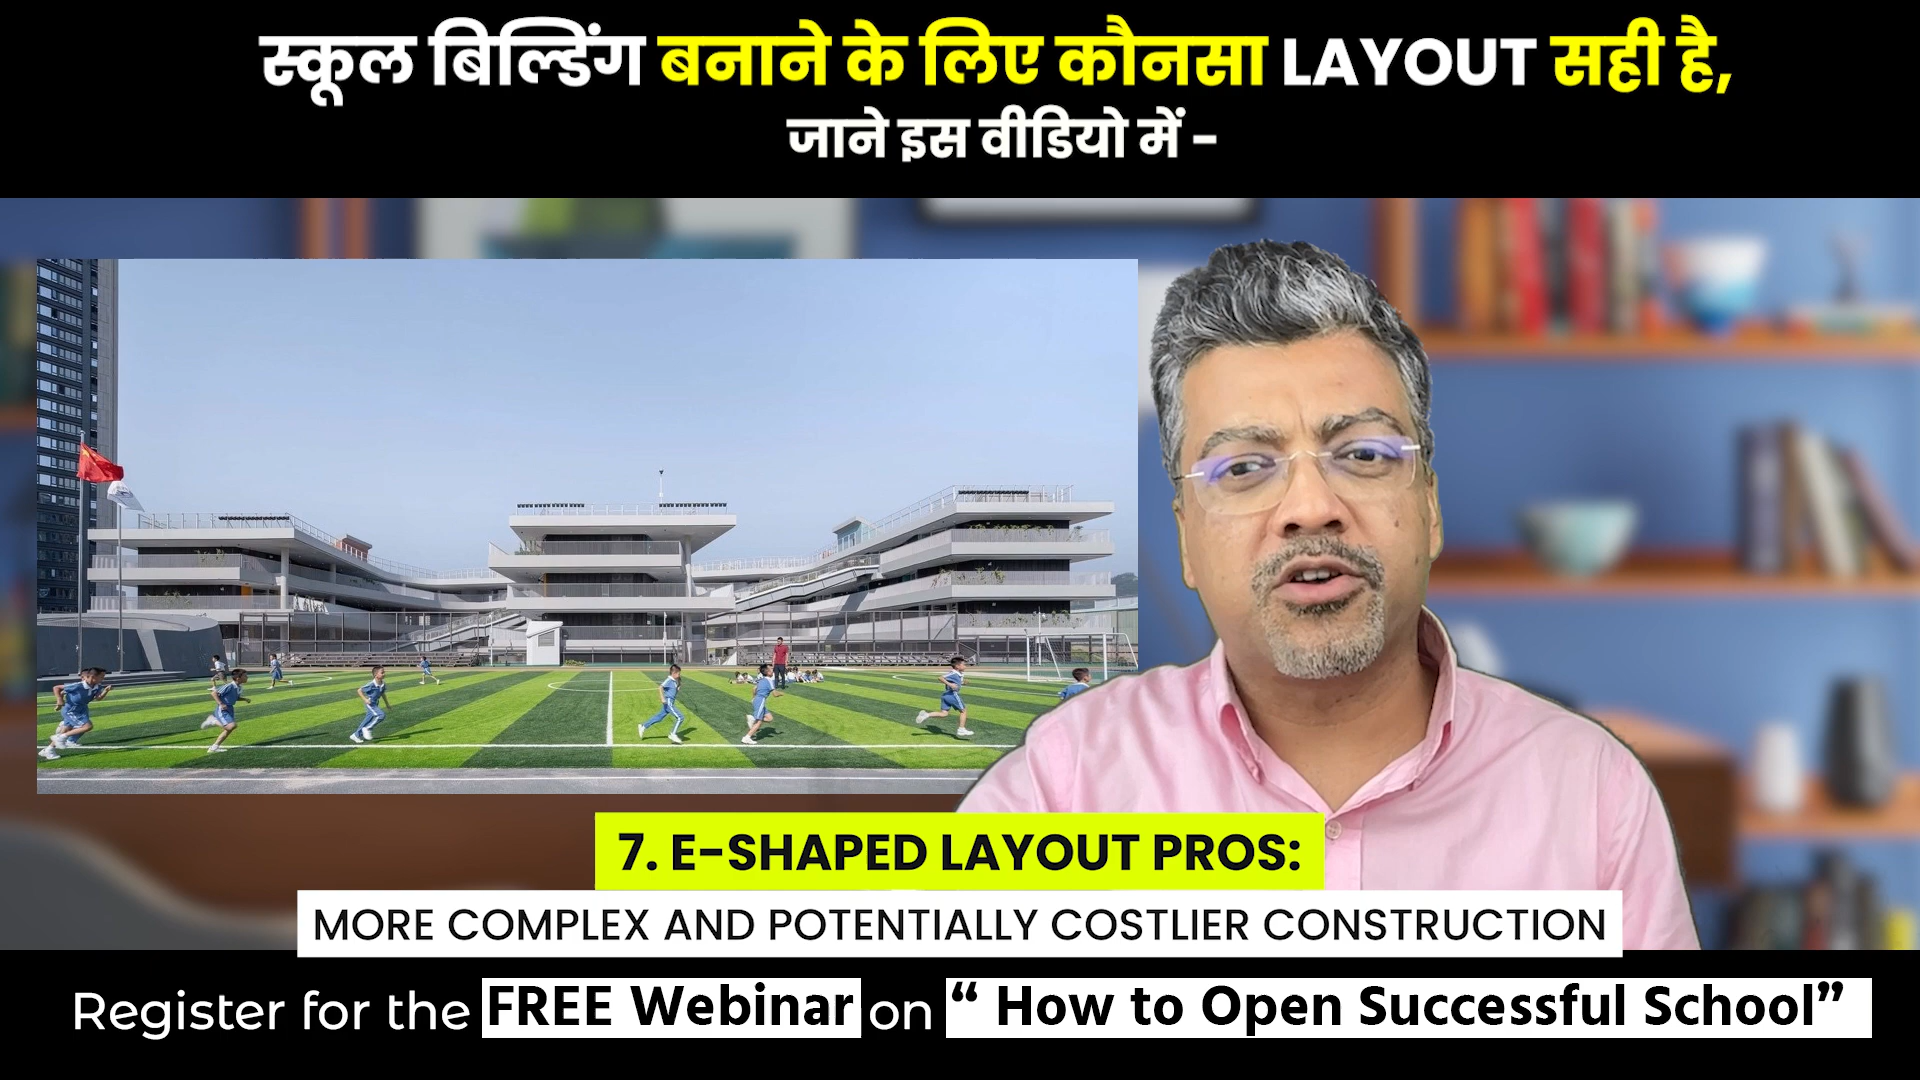 स्कूल बिल्डिंग बनाने के लिए कौनसा LAYOUT सही है,
जाने इस वीडियो में -
7. E-SHAPED LAYOUT PROS:
MORE COMPLEX AND POTENTIALLY COSTLIER CONSTRUCTION
Register for the FREE Webinar on “ How to Open Successful School”